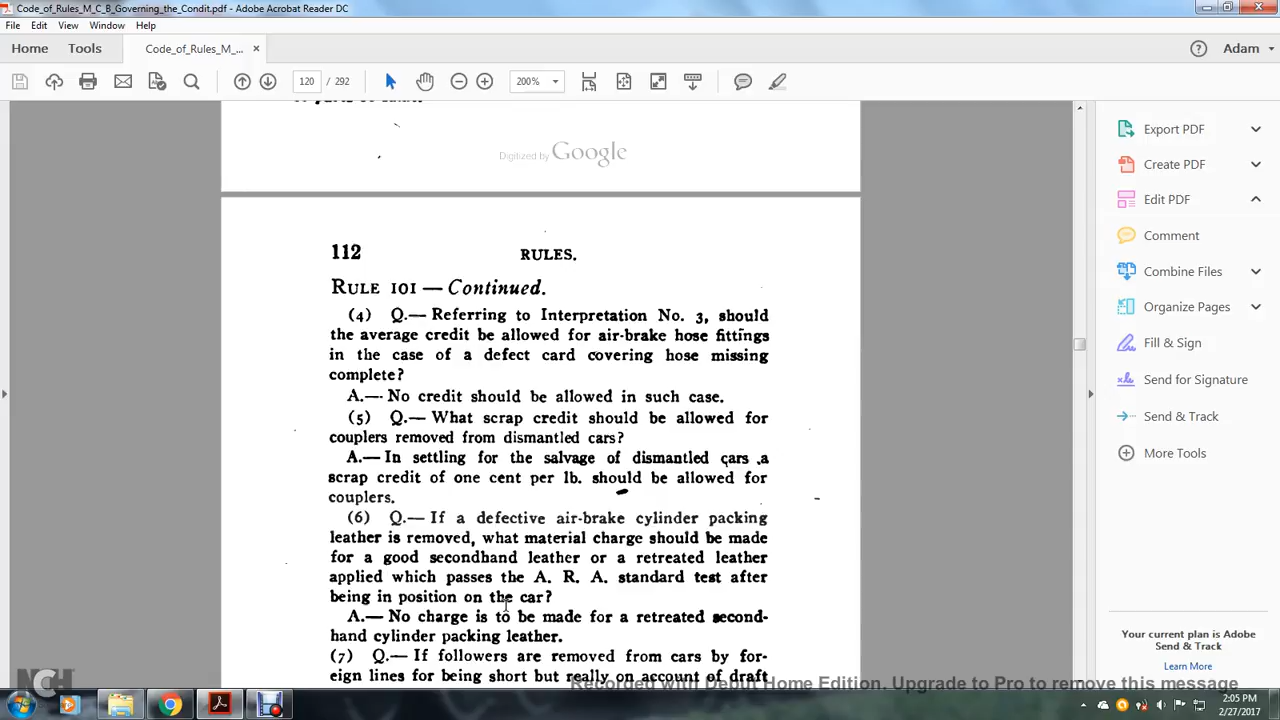 Code_of_Rules_M_C_B_Governing_the_Condit.pdf - Adobe Acrobat Reader DC
File Edit View Window Help
Home Tools Code_of_Rules_M_... × Adam
120 / 292 200%
Digitized by Google
112 RULES.
RULE 101 — Continued.
(4) Q.— Referring to Interpretation No. 3, should
the average credit be allowed for air-brake hose fittings
in the case of a defect card covering hose missing
complete?
A.— No credit should be allowed in such case.
(5) Q.— What scrap credit should be allowed for
couplers removed from dismantled cars?
A.— In settling for the salvage of dismantled cars a
scrap credit of one cent per lb. should be allowed for
couplers.
(6) Q.— If a defective air-brake cylinder packing
leather is removed, what material charge should be made
for a good secondhand leather or a retreated leather
applied which passes the A. R. A. standard test after
being in position on the car?
A.— No charge is to be made for a retreated second-
hand cylinder packing leather.
(7) Q.— If followers are removed from cars by for-
eign lines for being short but really on account of draft
Export PDF
Create PDF
Edit PDF
Comment
Combine Files
Organize Pages
Fill & Sign
Send for Signature
Send & Track
More Tools
Your current plan is Adobe
Send & Track
Learn More
NCH
Recorded with Debut Home Edition. Upgrade to Pro to remove this message
2:05 PM
2/27/2017